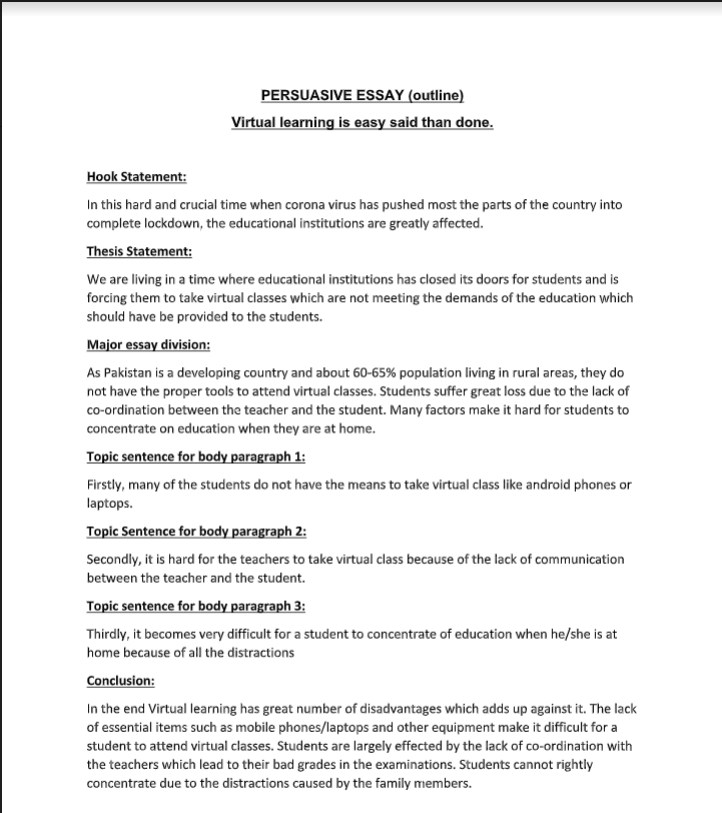 PERSUASIVE ESSAY (outline)
Virtual learning is easy said than done.
Hook Statement:
In this hard and crucial time when corona virus has pushed most the parts of the country into
complete lockdown, the educational institutions are greatly affected.
Thesis Statement:
We are living in a time where educational institutions has closed its doors for students and is
forcing them to take virtual classes which are not meeting the demands of the education which
should have be provided to the students.
Major essay division:
As Pakistan is a developing country and about 60-65% population living in rural areas, they do
not have the proper tools to attend virtual classes. Students suffer great loss due to the lack of
co-ordination between the teacher and the student. Many factors make it hard for students to
concentrate on education when they are at home.
Topic sentence for body paragraph 1:
Firstly, many of the students do not have the means to take virtual class like android phones or
laptops.
Topic Sentence for body paragraph 2:
Secondly, it is hard for the teachers to take virtual class because of the lack of communication
between the teacher and the student.
Topic sentence for body paragraph 3:
Thirdly, it becomes very difficult for a student to concentrate of education when he/she is at
home because of all the distractions
Conclusion:
In the end Virtual learning has great number of disadvantages which adds up against it. The lack
of essential items such as mobile phones/laptops and other equipment make it difficult for a
student to attend virtual classes. Students are largely effected by the lack of co-ordination with
the teachers which lead to their bad grades in the examinations. Students cannot rightly
concentrate due to the distractions caused by the family members.